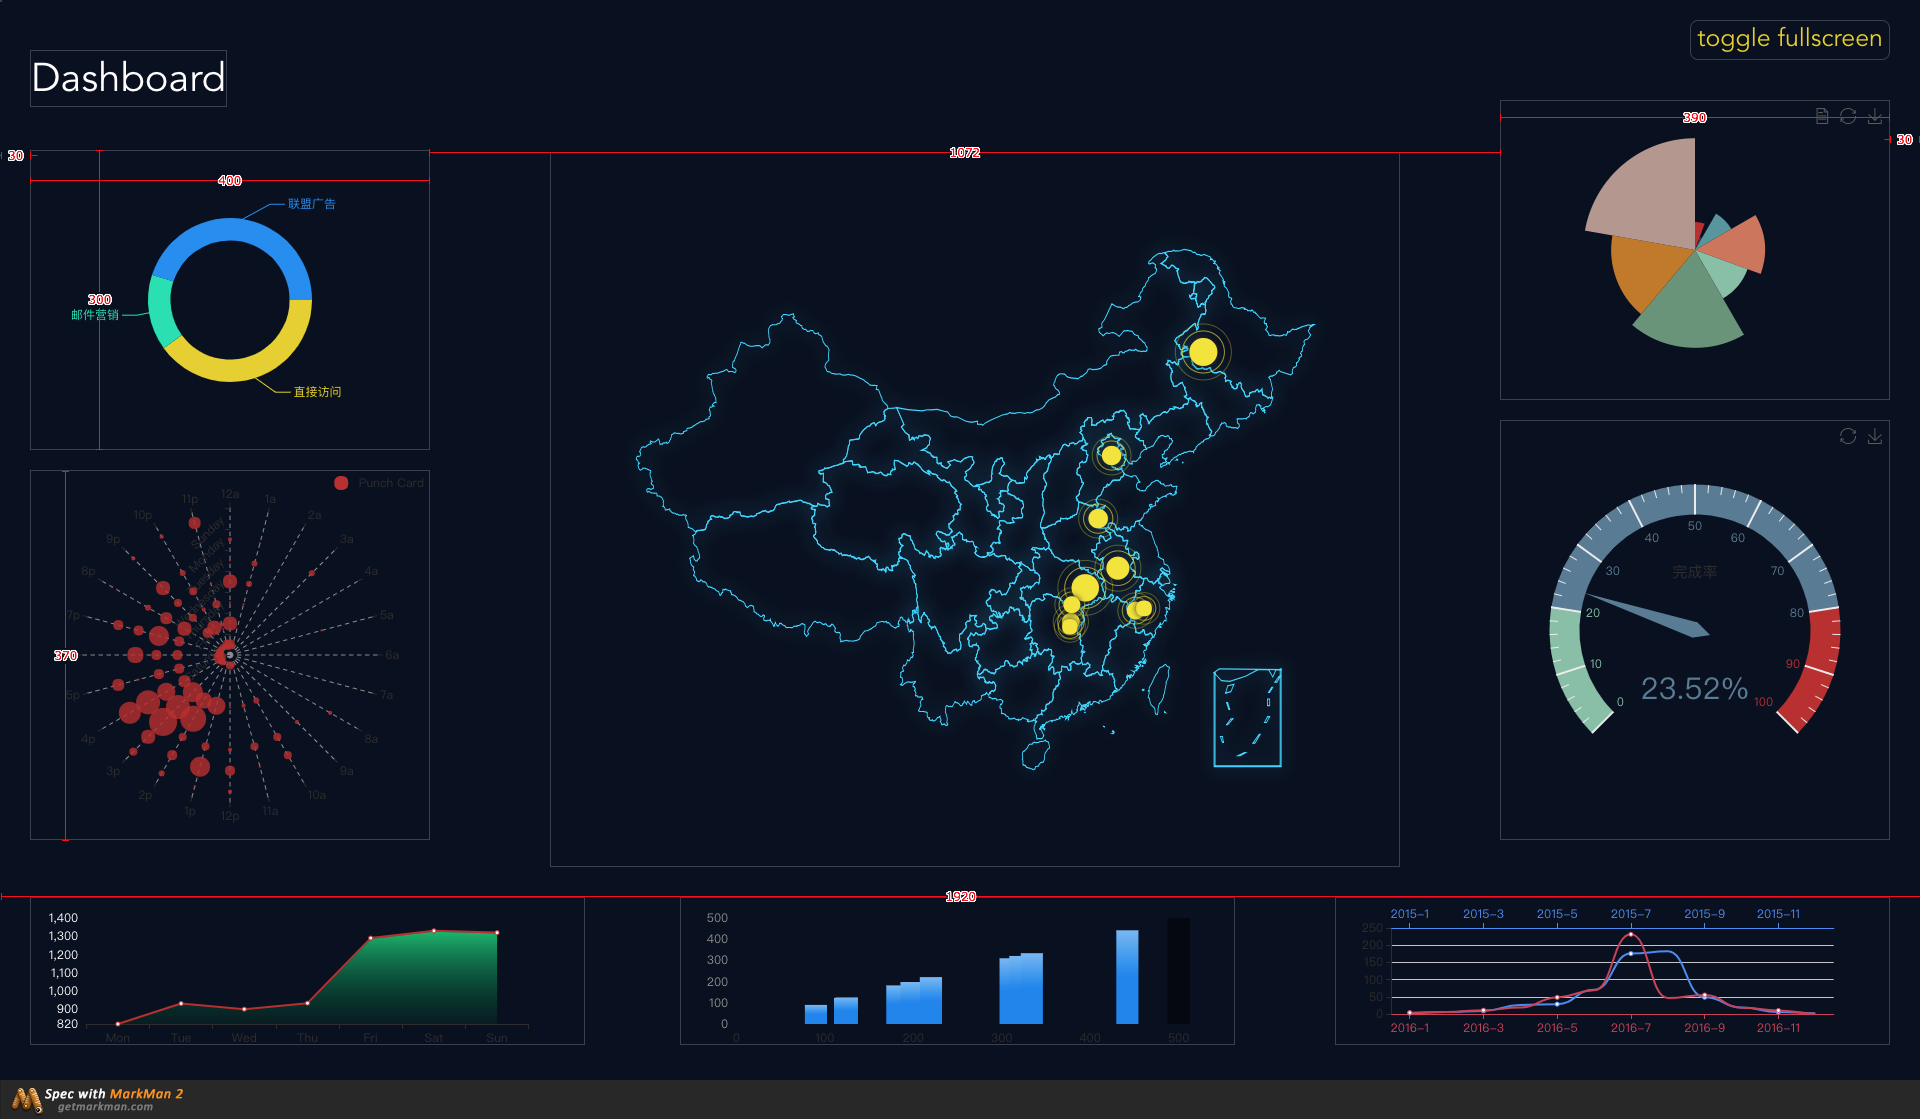 toggle fullscreen
Dashboard
390
30
1072
30
400
联盟广告
300
邮件营销
直接访问
Punch Card
12a
1a
2a
3a
4a
5a
6a
7a
8a
9a
10a
11a
12p
1p
2p
3p
4p
5p
7p
8p
9p
10p
11p
Sunday
Monday
370
完成率
0
10
20
30
40
50
60
70
80
90
100
23.52%
1920
1,400
1,300
1,200
1,100
1,000
900
820
Mon Tue Wed Thu Fri Sat Sun
500
400
300
200
100
0
0 100 200 300 400 500
2015-1 2015-3 2015-5 2015-7 2015-9 2015-11
250
200
150
100
50
0
2016-1 2016-3 2016-5 2016-7 2016-9 2016-11
Spec with MarkMan 2
getmarkman.com